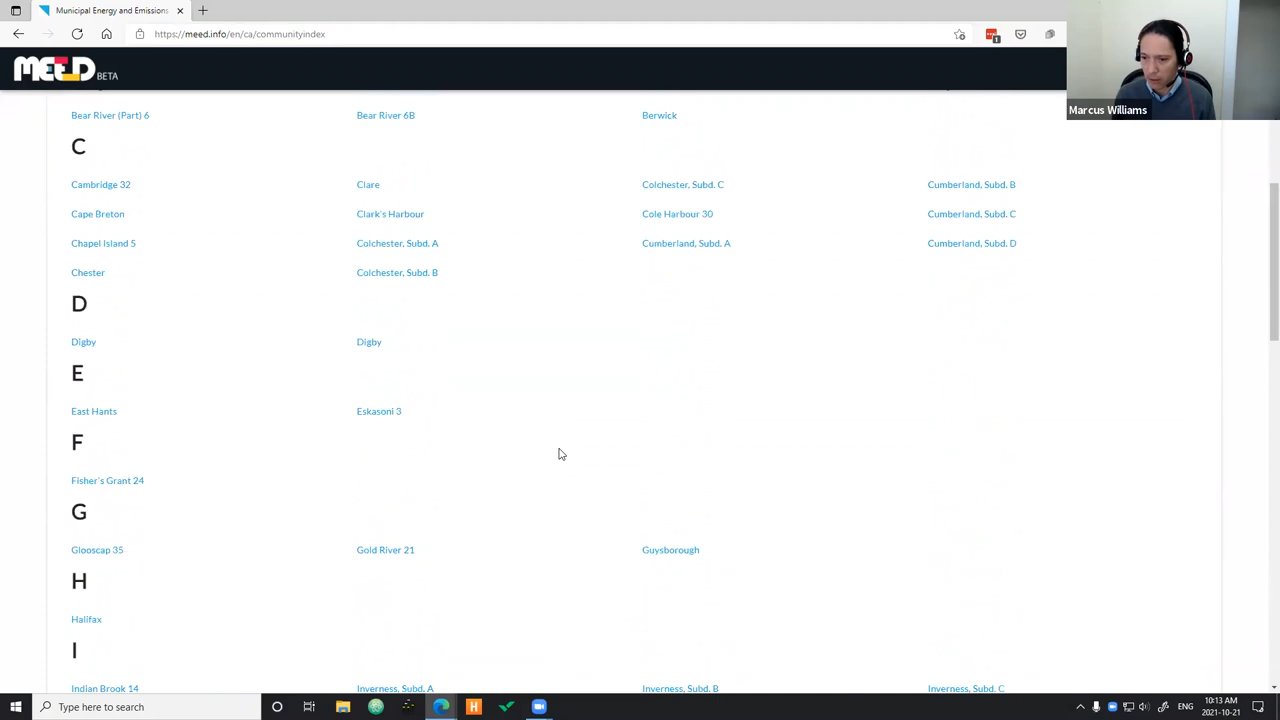 Municipal Energy and Emissions
https://meed.info/en/ca/communityindex
1
MEED BETA
Marcus Williams
Bear River (Part) 6 Bear River 6B Berwick
C
Cambridge 32 Clare Colchester, Subd. C Cumberland, Subd. B
Cape Breton Clark's Harbour Cole Harbour 30 Cumberland, Subd. C
Chapel Island 5 Colchester, Subd. A Cumberland, Subd. A Cumberland, Subd. D
Chester Colchester, Subd. B
D
Digby Digby
E
East Hants Eskasoni 3
F
Fisher's Grant 24
G
Glooscap 35 Gold River 21 Guysborough
H
Halifax
I
Indian Brook 14 Inverness, Subd. A Inverness, Subd. B Inverness, Subd. C
Type here to search
H
ENG
10:13 AM
2021-10-21